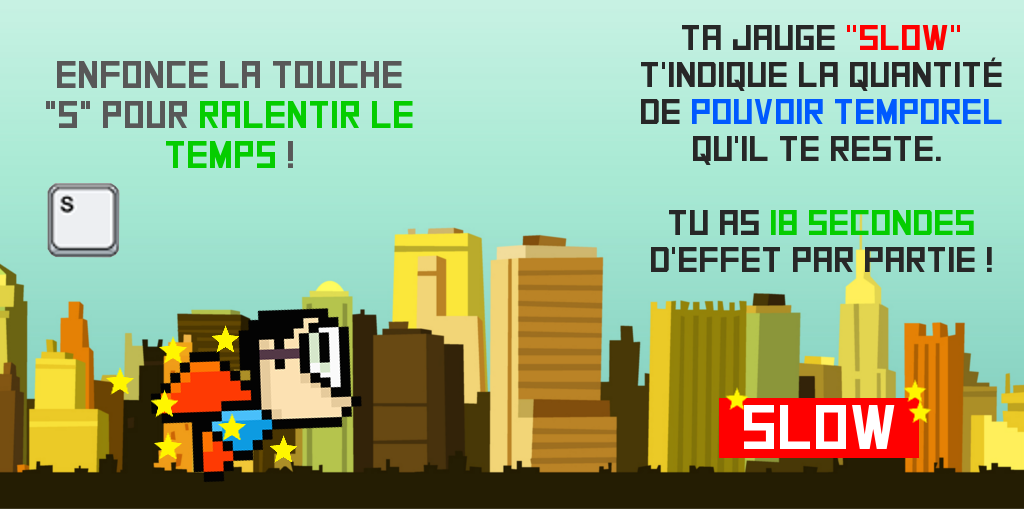 ENFONCE LA TOUCHE
"S" POUR RALENTIR LE
TEMPS !
S
TA JAUGE "SLOW"
T'INDIQUE LA QUANTITÉ
DE POUVOIR TEMPOREL
QU'IL TE RESTE.
TU AS 18 SECONDES
D'EFFET PAR PARTIE !
SLOW